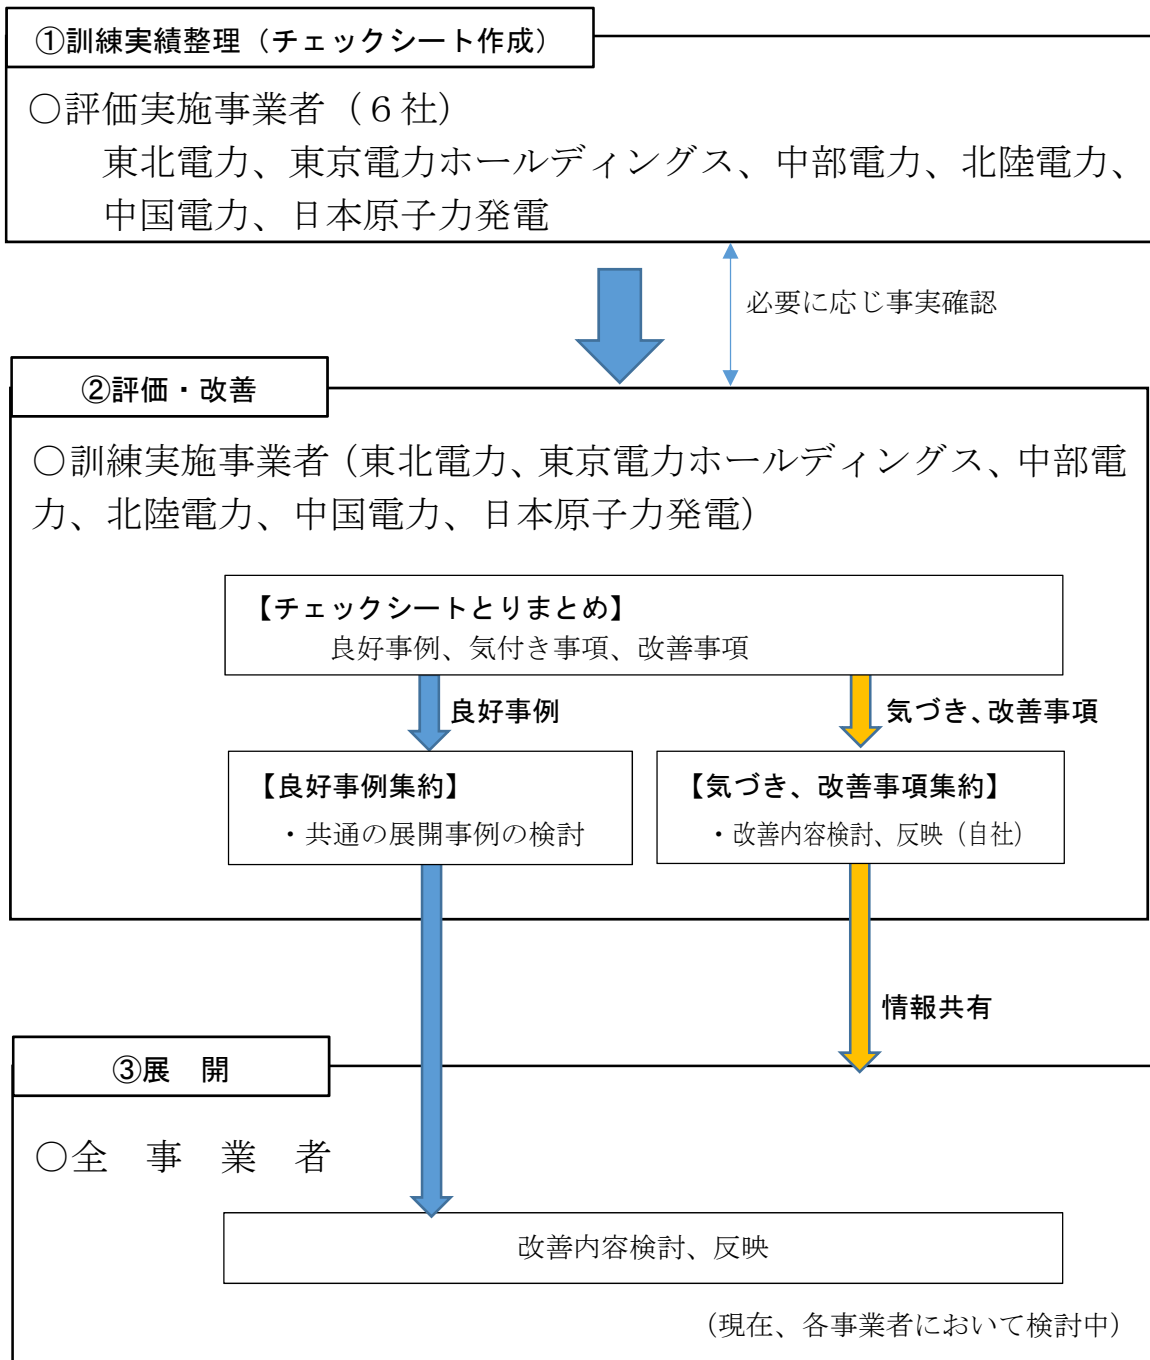 ①訓練実績整理（チェックシート作成）
○評価実施事業者（６社）
東北電力、東京電力ホールディングス、中部電力、北陸電力、
中国電力、日本原子力発電
必要に応じ事実確認
②評価・改善
○訓練実施事業者（東北電力、東京電力ホールディングス、中部電
力、北陸電力、中国電力、日本原子力発電）
【チェックシートとりまとめ】
良好事例、気付き事項、改善事項
良好事例
気づき、改善事項
【良好事例集約】
・共通の展開事例の検討
【気づき、改善事項集約】
・改善内容検討、反映（自社）
情報共有
③展　開
○全　事　業　者
改善内容検討、反映
（現在、各事業者において検討中）